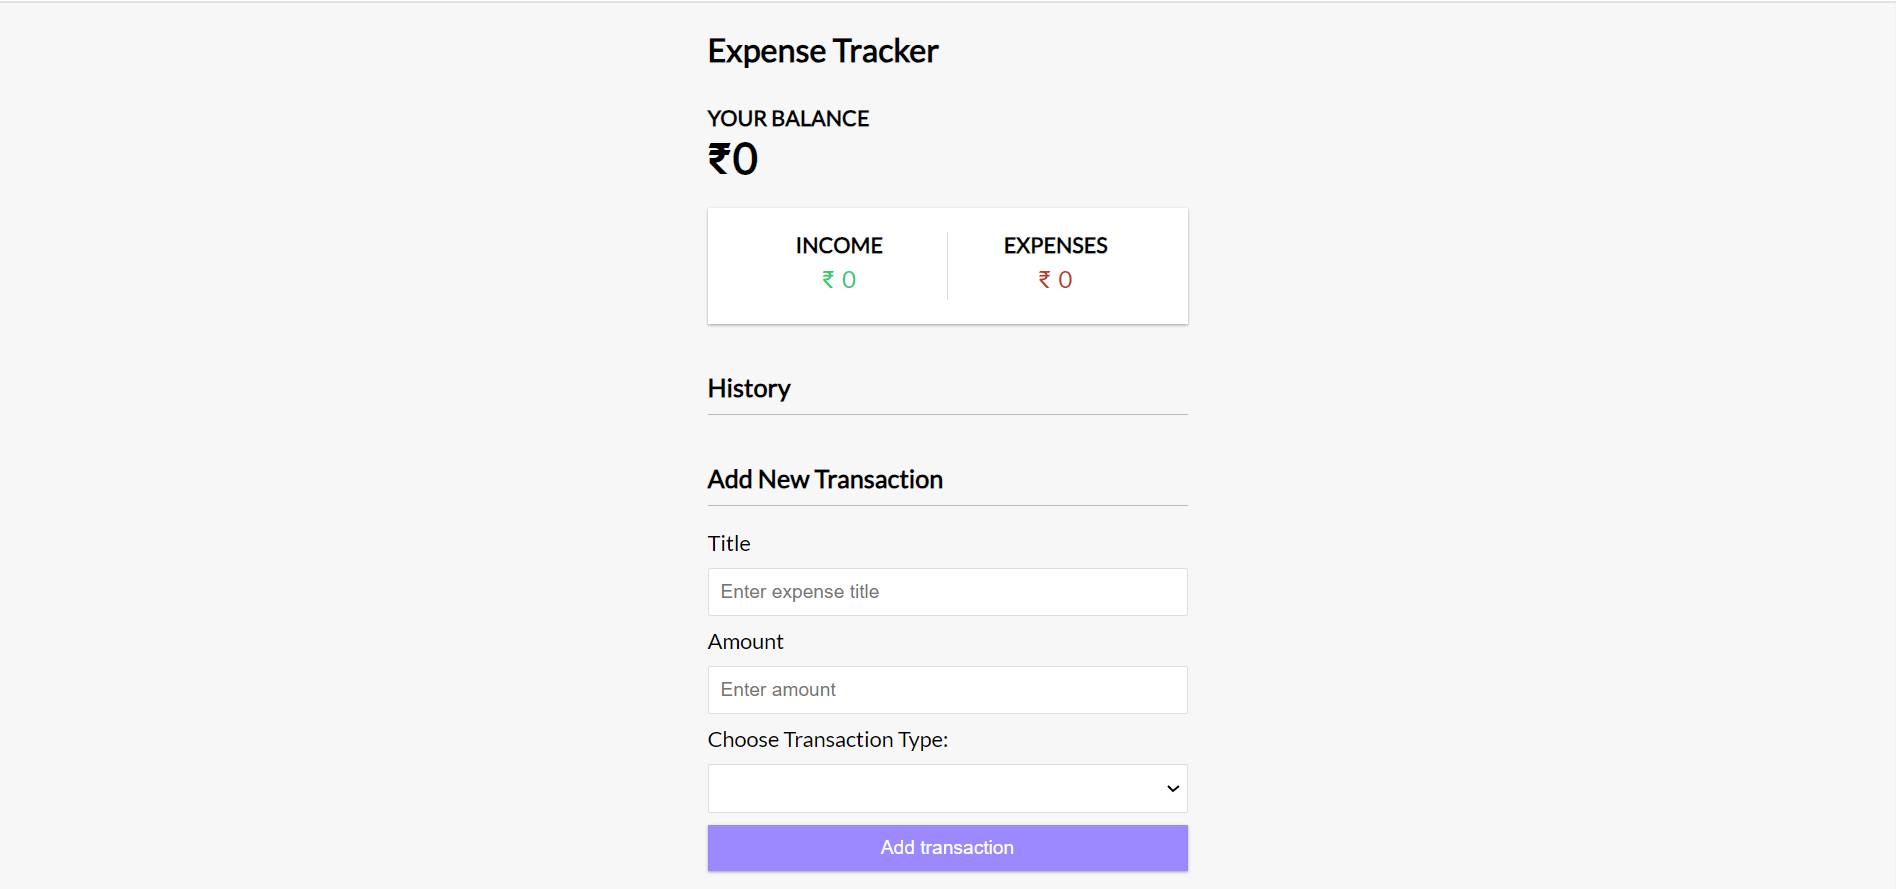 Expense Tracker
YOUR BALANCE
₹0
INCOME EXPENSES
₹ 0 ₹ 0
History
Add New Transaction
Title
Enter expense title
Amount
Enter amount
Choose Transaction Type:
Add transaction